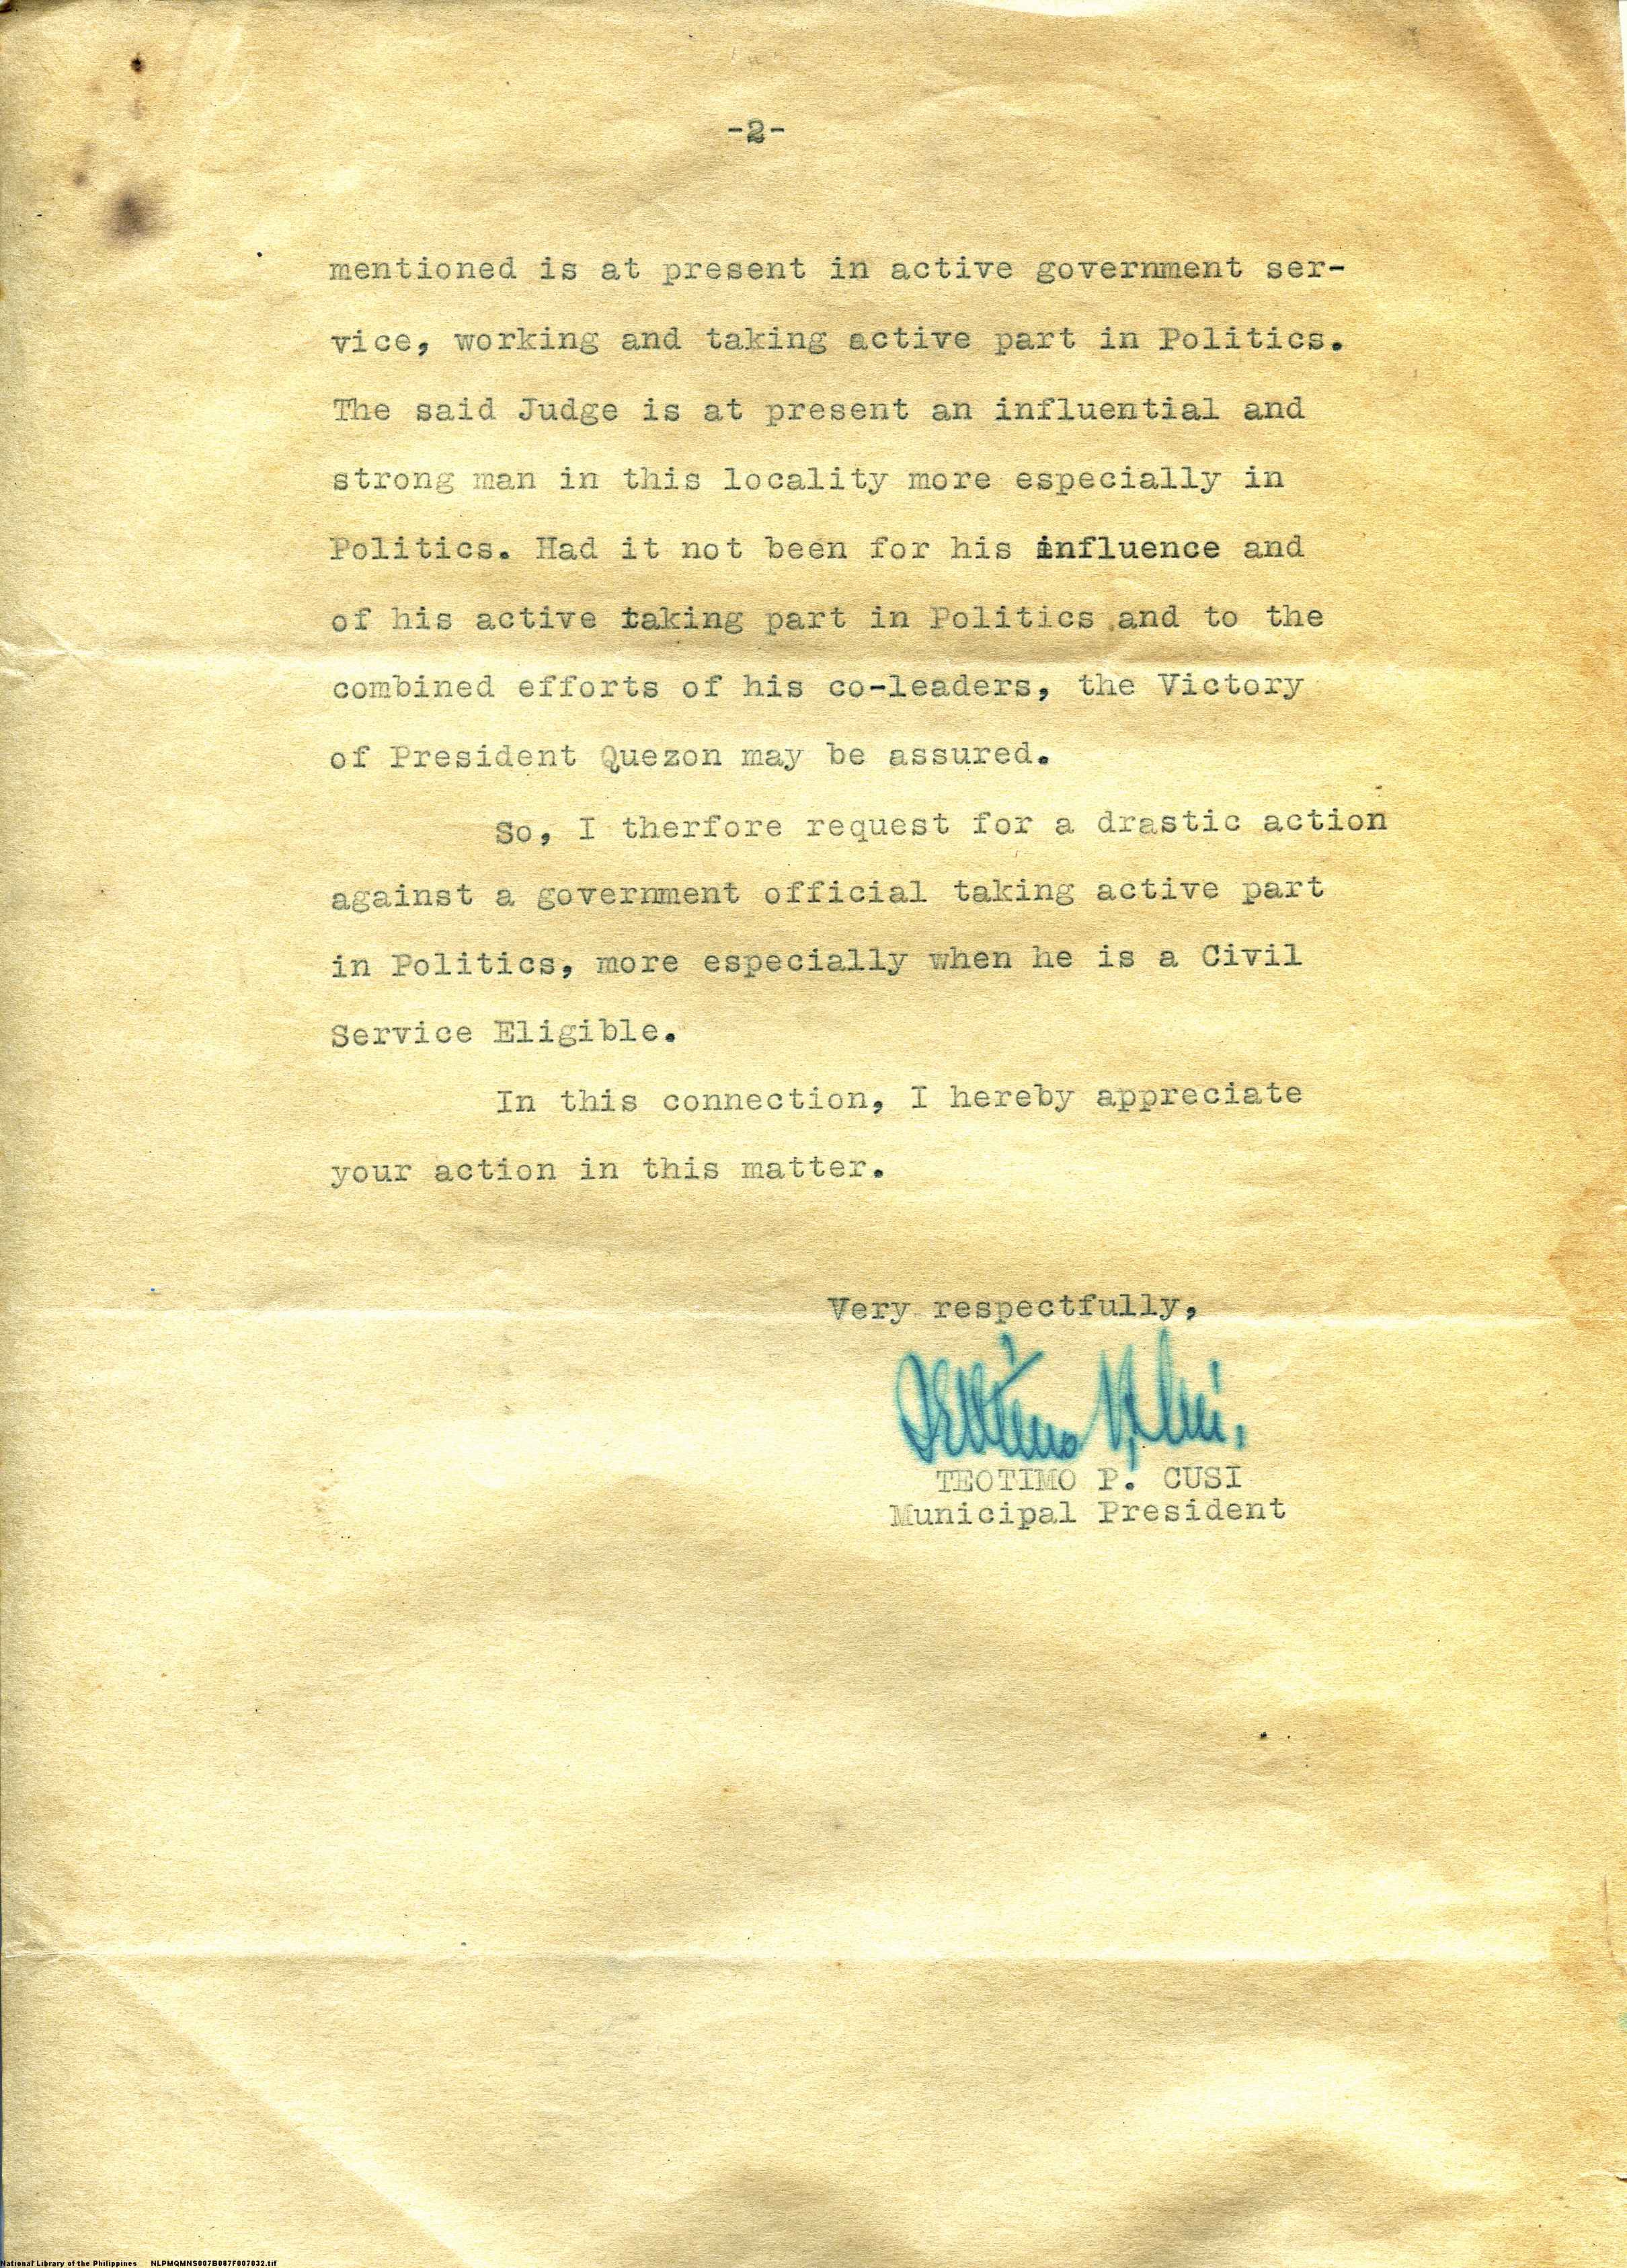 -2-
mentioned is at present in active government ser-
vice, working and taking active part in Politics.
The said Judge is at present an influential and
strong man in this locality more especially in
Politics. Had it not been for his influence and
of his active taking part in Politics and to the
combined efforts of his co-leaders, the Victory
of President Quezon may be assured.
So, I therfore request for a drastic action
against a government official taking active part
in Politics, more especially when he is a Civil
Service Eligible.
In this connection, I hereby appreciate
your action in this matter.
Very respectfully,
Teotimo P. Cusi.
TEOTIMO P. CUSI
Municipal President
National Library of the Philippines NLPMQMNS007B087F007032.tif